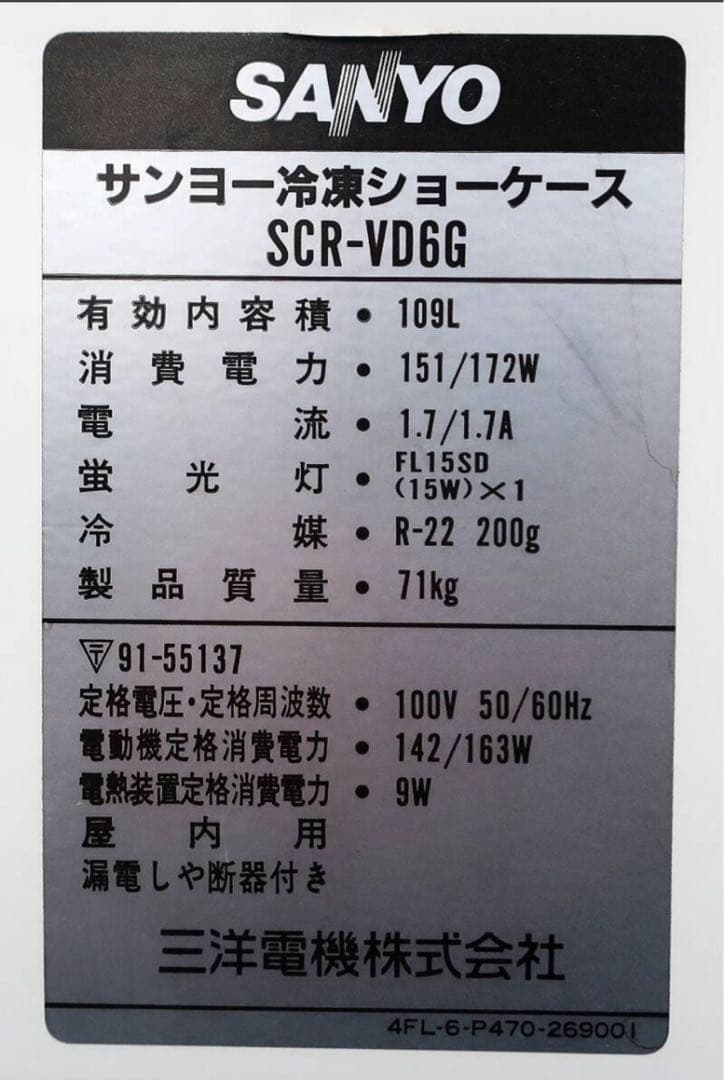 SANYO
サンヨー冷凍ショーケース
SCR-VD6G
有効内容積 • 109L
消費電力 • 151/172W
電流 • 1.7/1.7A
蛍光灯 • FL15SD (15W)×1
冷媒 • R-22 200g
製品質量 • 71kg
〒91-55137
定格電圧・定格周波数 • 100V 50/60Hz
電動機定格消費電力 • 142/163W
電熱装置定格消費電力 • 9W
屋内用
漏電しや断器付き
三洋電機株式会社
4FL-6-P470-269001